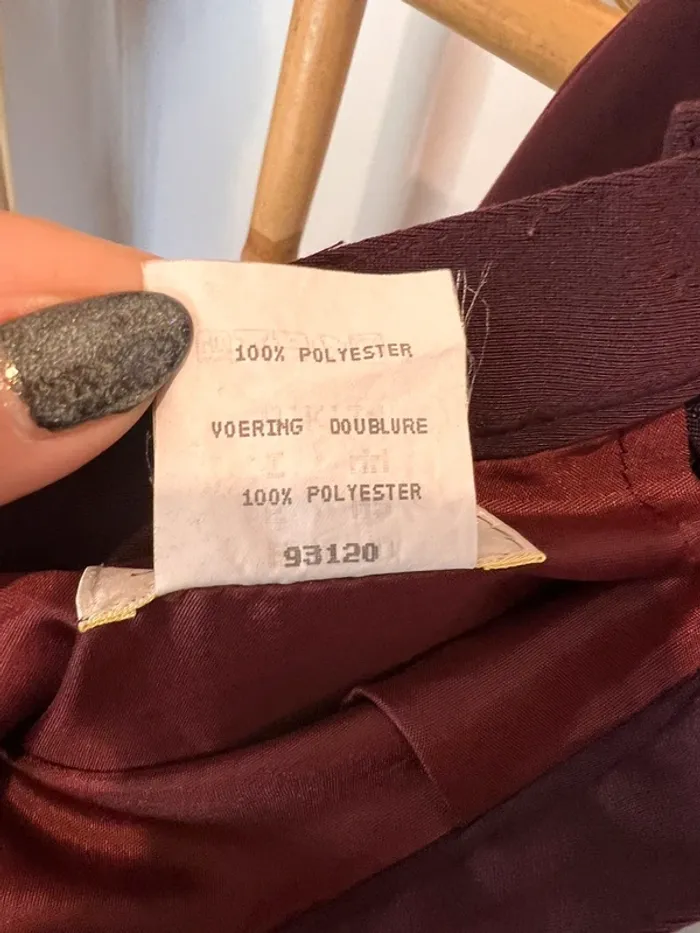 100% POLYESTER
VOERING DOUBLURE
100% POLYESTER
93120